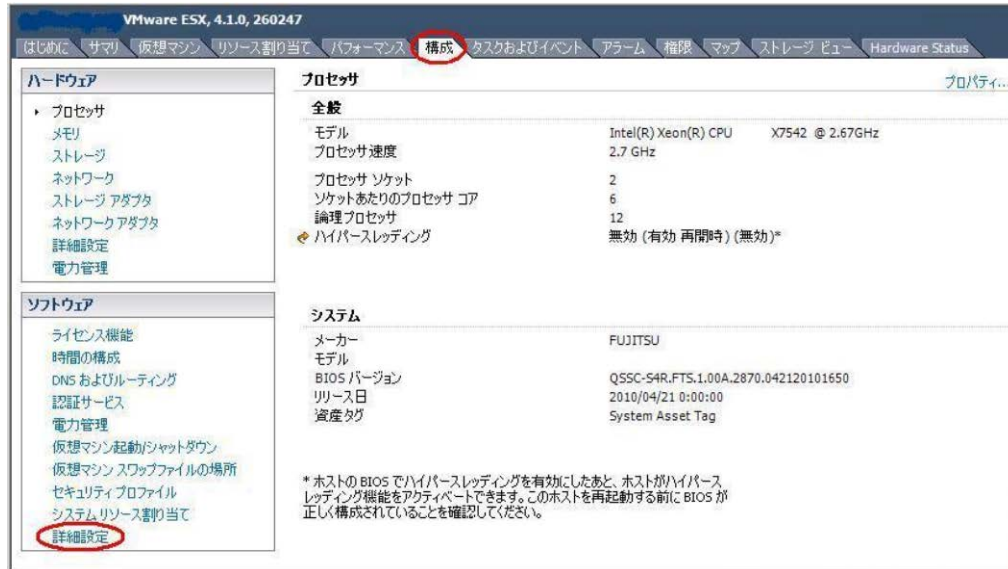 VMware ESX, 4.1.0, 260247
はじめに サマリ 仮想マシン リソース割り当て パフォーマンス 構成 タスクおよびイベント アラーム 権限 マップ ストレージ ビュー Hardware Status
ハードウェア
プロセッサ
メモリ
ストレージ
ネットワーク
ストレージ アダプタ
ネットワーク アダプタ
詳細設定
電力管理
ソフトウェア
ライセンス機能
時間の構成
DNS およびルーティング
認証サービス
電力管理
仮想マシン起動/シャットダウン
仮想マシン スワップファイルの場所
セキュリティ プロファイル
システム リソース割り当て
詳細設定
プロセッサ プロパティ...
全般
モデル Intel(R) Xeon(R) CPU X7542 @ 2.67GHz
プロセッサ速度 2.7 GHz
プロセッサ ソケット 2
ソケットあたりのプロセッサ コア 6
論理プロセッサ 12
ハイパースレッディング 無効 (有効 再開時) (無効)*
システム
メーカー FUJITSU
モデル
BIOS バージョン QSSC-S4R.FTS.1.00A.2870.042120101650
リリース日 2010/04/21 0:00:00
資産タグ System Asset Tag
* ホストの BIOS でハイパースレッディングを有効にしたあと、ホストがハイパース
レッディング機能をアクティベートできます。このホストを再起動する前に BIOS が
正しく構成されていることを確認してください。